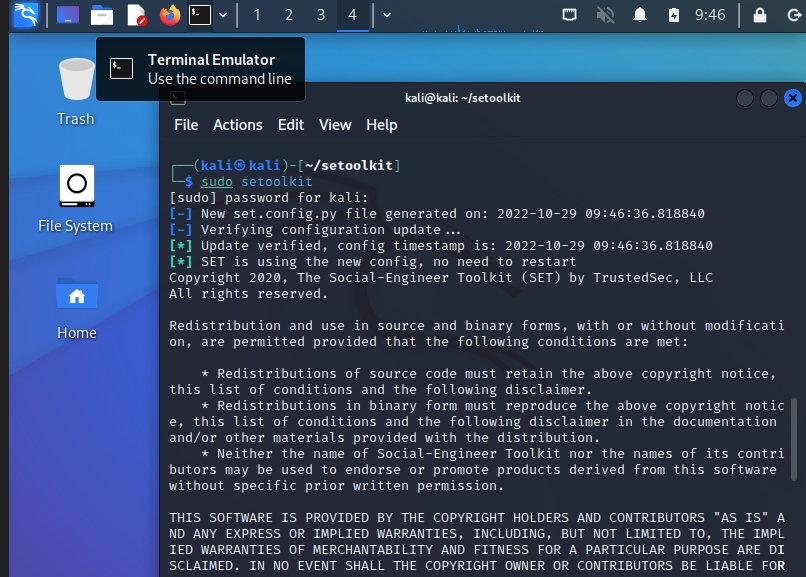 1 2 3 4 9:46
Terminal Emulator
Use the command line
Trash
File System
Home
kali@kali: ~/setoolkit
File Actions Edit View Help
┌──(kali㉿kali)-[~/setoolkit]
└─$ sudo setoolkit
[sudo] password for kali:
[-] New set.config.py file generated on: 2022-10-29 09:46:36.818840
[-] Verifying configuration update...
[*] Update verified, config timestamp is: 2022-10-29 09:46:36.818840
[*] SET is using the new config, no need to restart
Copyright 2020, The Social-Engineer Toolkit (SET) by TrustedSec, LLC
All rights reserved.
Redistribution and use in source and binary forms, with or without modificati
on, are permitted provided that the following conditions are met:
* Redistributions of source code must retain the above copyright notice,
this list of conditions and the following disclaimer.
* Redistributions in binary form must reproduce the above copyright notic
e, this list of conditions and the following disclaimer in the documentation
and/or other materials provided with the distribution.
* Neither the name of Social-Engineer Toolkit nor the names of its contri
butors may be used to endorse or promote products derived from this software
without specific prior written permission.
THIS SOFTWARE IS PROVIDED BY THE COPYRIGHT HOLDERS AND CONTRIBUTORS "AS IS" A
ND ANY EXPRESS OR IMPLIED WARRANTIES, INCLUDING, BUT NOT LIMITED TO, THE IMPL
IED WARRANTIES OF MERCHANTABILITY AND FITNESS FOR A PARTICULAR PURPOSE ARE DI
SCLAIMED. IN NO EVENT SHALL THE COPYRIGHT OWNER OR CONTRIBUTORS BE LIABLE FOR